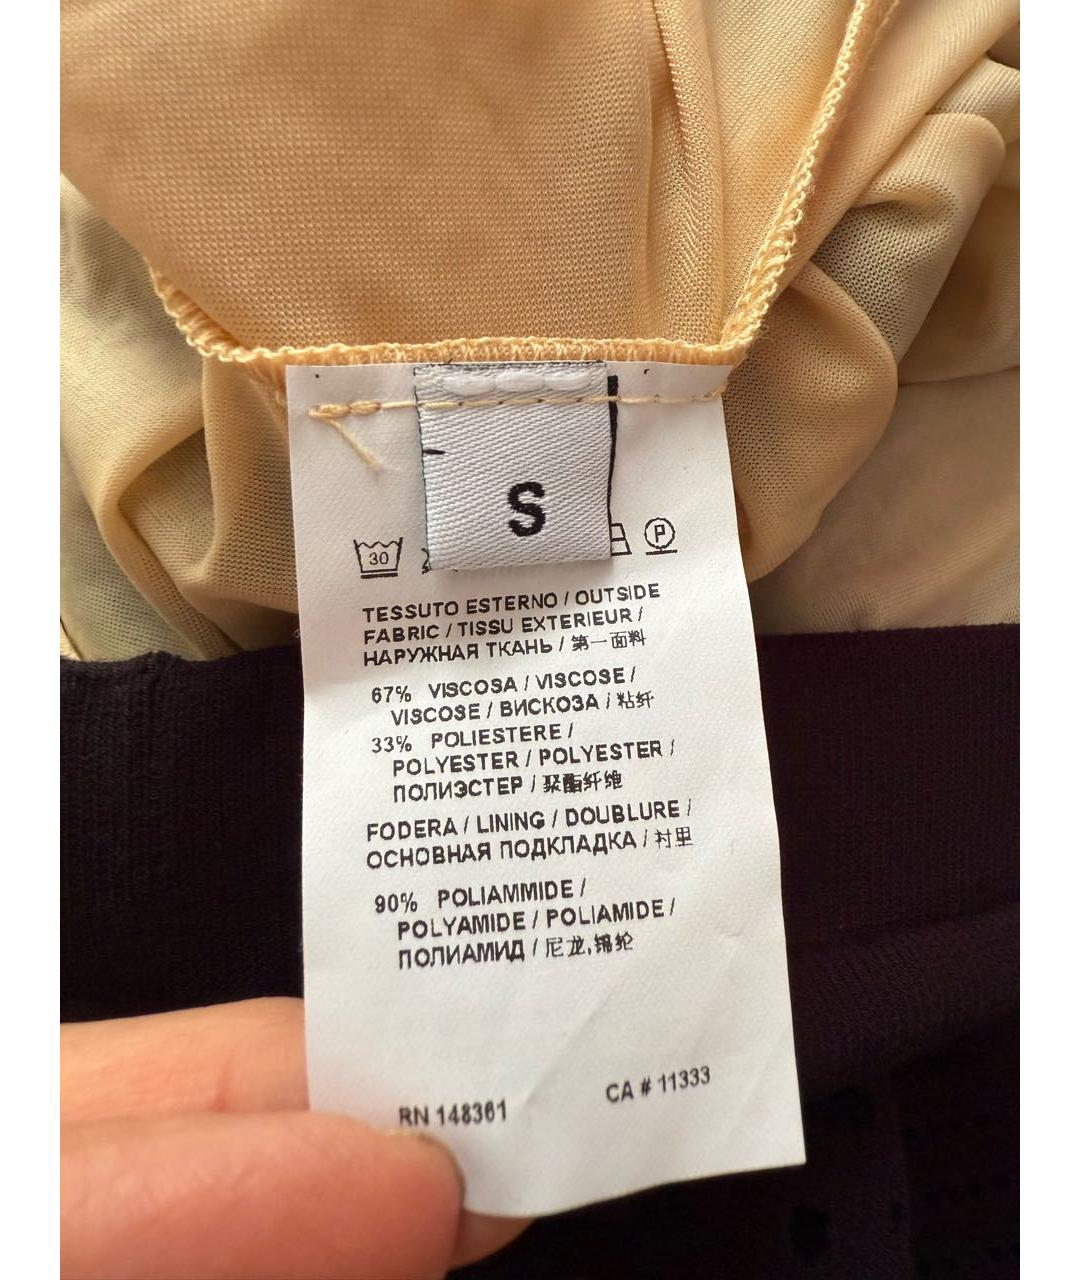 S
30
P
TESSUTO ESTERNO / OUTSIDE
FABRIC / TISSU EXTERIEUR /
НАРУЖНАЯ ТКАНЬ / 第一面料
67% VISCOSA / VISCOSE /
VISCOSE / ВИСКОЗА / 粘纤
33% POLIESTERE /
POLYESTER / POLYESTER /
ПОЛИЭСТЕР / 聚酯纤维
FODERA / LINING / DOUBLURE /
ОСНОВНАЯ ПОДКЛАДКА / 衬里
90% POLIAMMIDE /
POLYAMIDE / POLIAMIDE /
ПОЛИАМИД / 尼龙,锦纶
RN 148361 CA # 11333